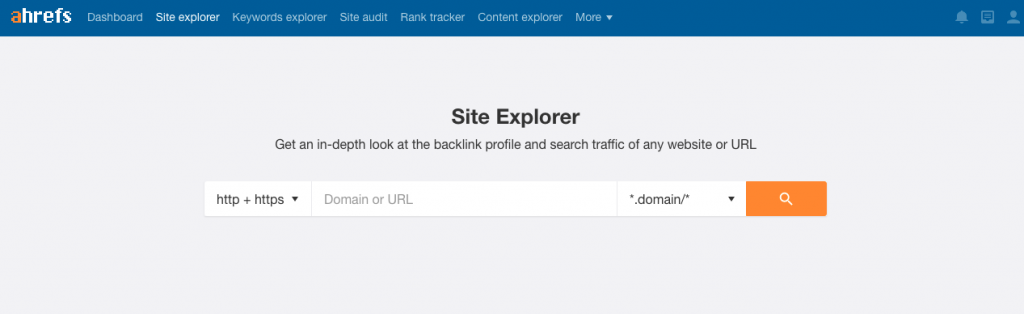 ahrefs Dashboard Site explorer Keywords explorer Site audit Rank tracker Content explorer More
Site Explorer
Get an in-depth look at the backlink profile and search traffic of any website or URL
http + https Domain or URL *.domain/*